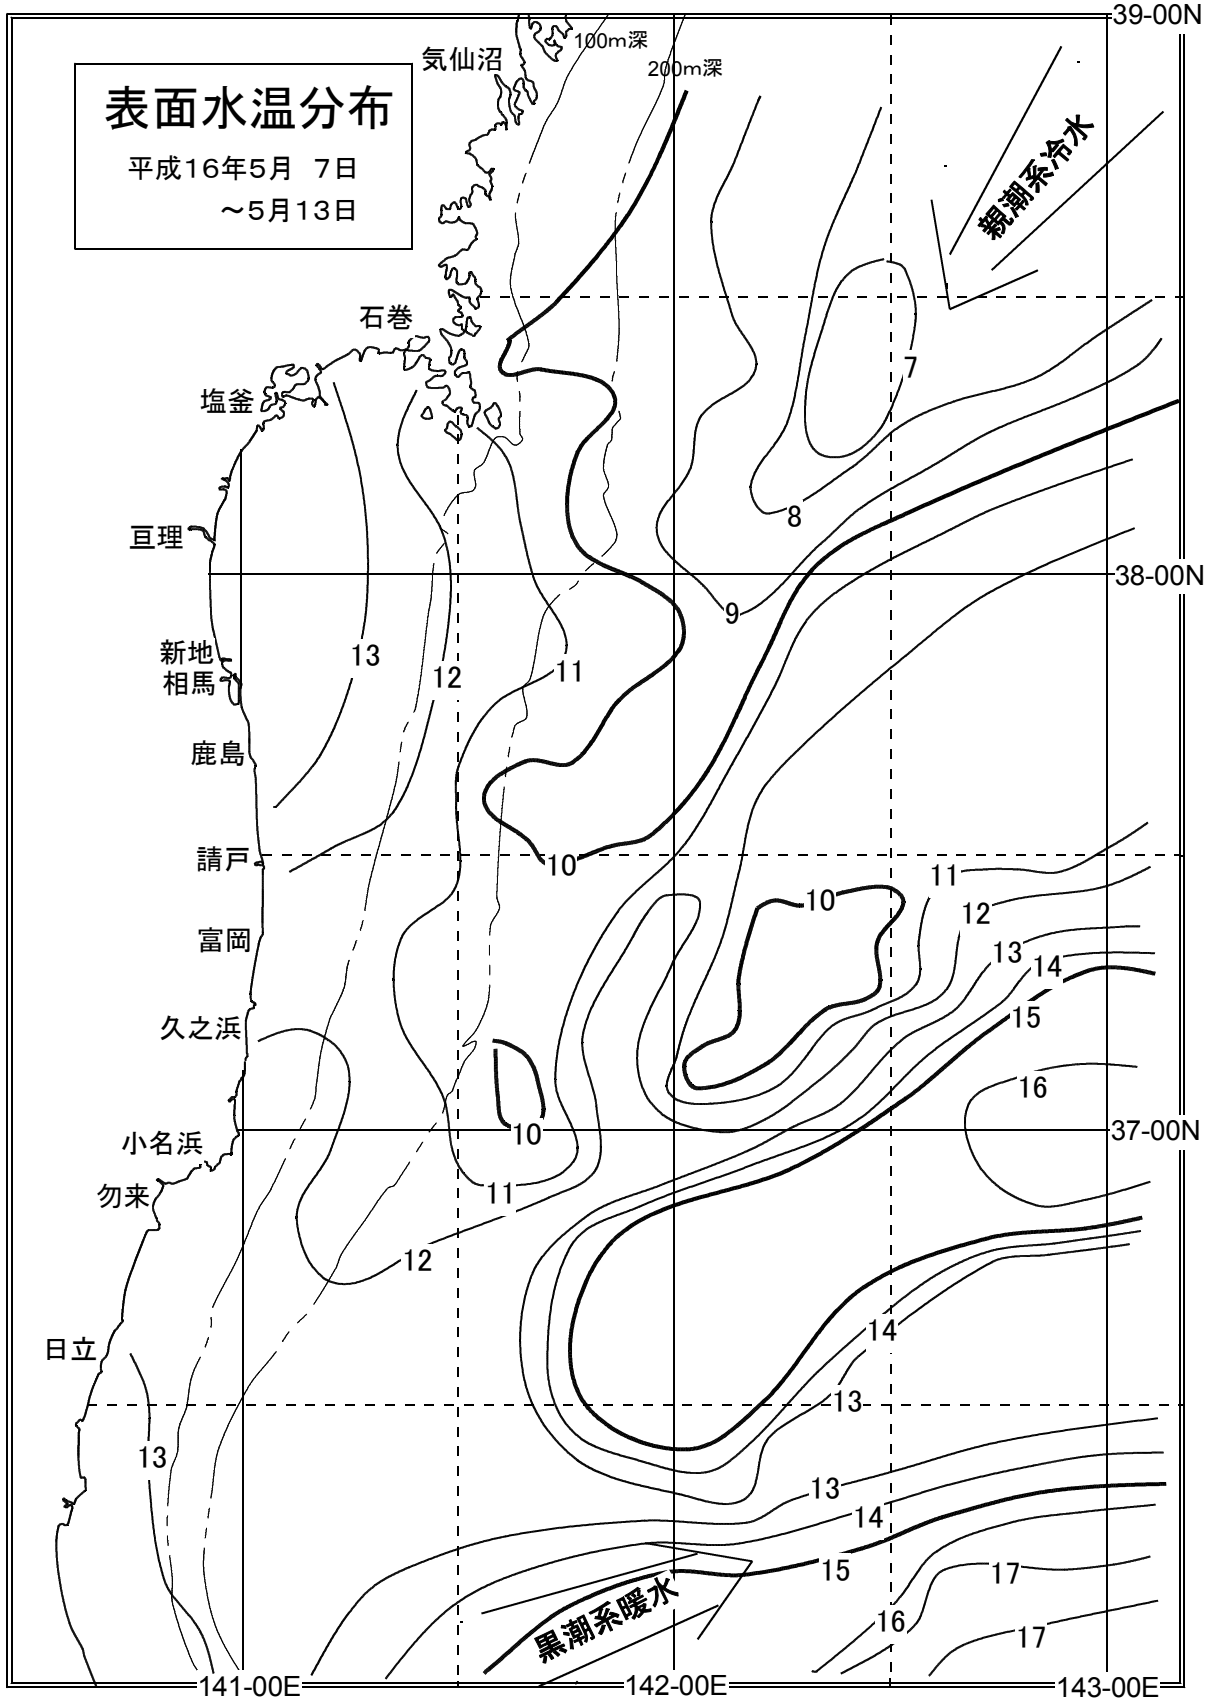 39-00N
100m深
気仙沼
200m深
表面水温分布
平成16年5月 7日
～5月13日
親潮系冷水
石巻
7
塩釜
8
亘理
38-00N
9
新地
13
11
12
相馬
鹿島
10
請戸
11
10
12
富岡
13
14
15
久之浜
16
10
37-00N
小名浜
11
勿来
12
14
日立
13
13
13
14
15
17
黒潮系暖水
16
17
141-00E
142-00E
143-00E